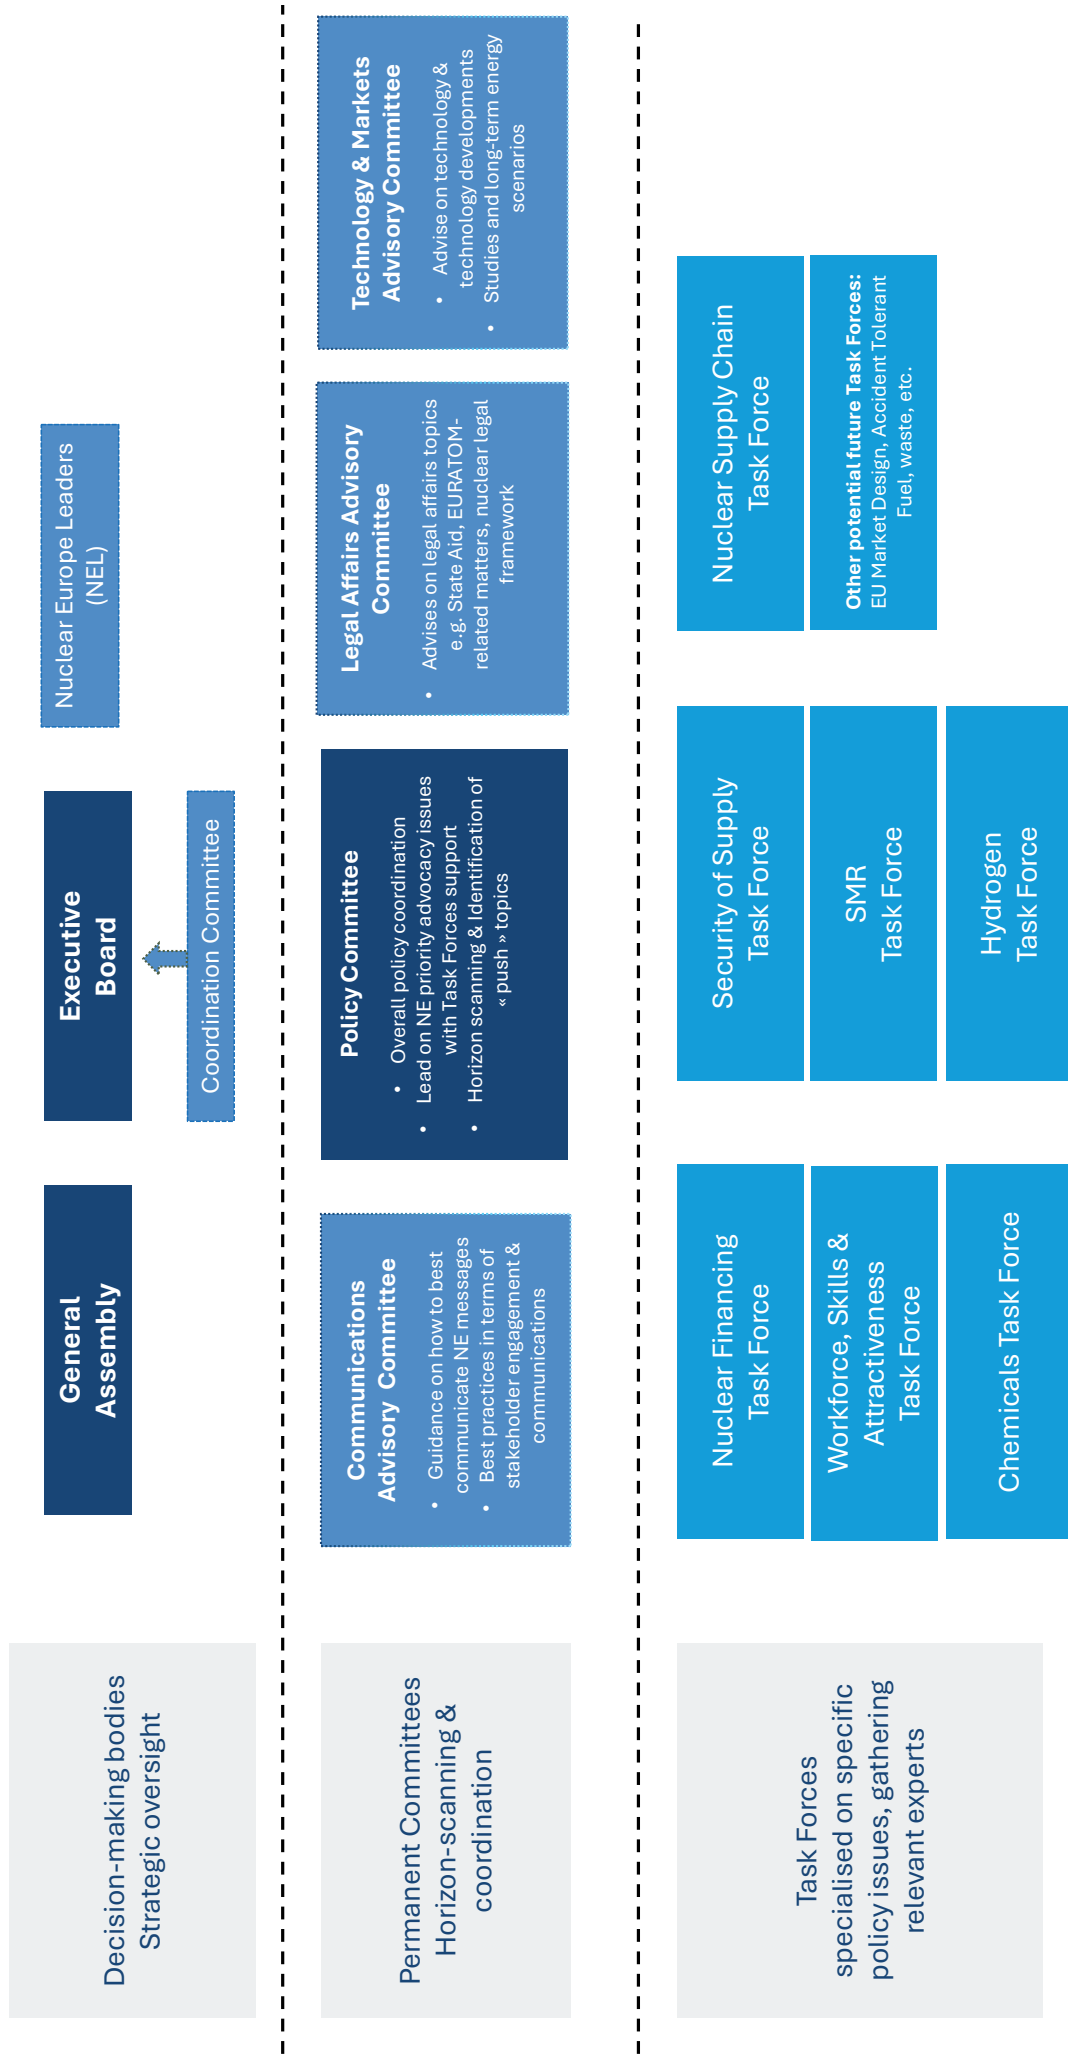 Decision-making bodies
Strategic oversight
General
Assembly
Executive
Board
Coordination Committee
Nuclear Europe Leaders
(NEL)
Permanent Committees
Horizon-scanning &
coordination
Communications
Advisory Committee
• Guidance on how to best
communicate NE messages
• Best practices in terms of
stakeholder engagement &
communications
Policy Committee
• Overall policy coordination
• Lead on NE priority advocacy issues
with Task Forces support
• Horizon scanning & Identification of
« push » topics
Legal Affairs Advisory
Committee
• Advises on legal affairs topics
e.g. State Aid, EURATOM-
related matters, nuclear legal
framework
Technology & Markets
Advisory Committee
• Advise on technology &
technology developments
• Studies and long-term energy
scenarios
Task Forces
specialised on specific
policy issues, gathering
relevant experts
Nuclear Financing
Task Force
Workforce, Skills &
Attractiveness
Task Force
Chemicals Task Force
Security of Supply
Task Force
SMR
Task Force
Hydrogen
Task Force
Nuclear Supply Chain
Task Force
Other potential future Task Forces:
EU Market Design, Accident Tolerant
Fuel, waste, etc.